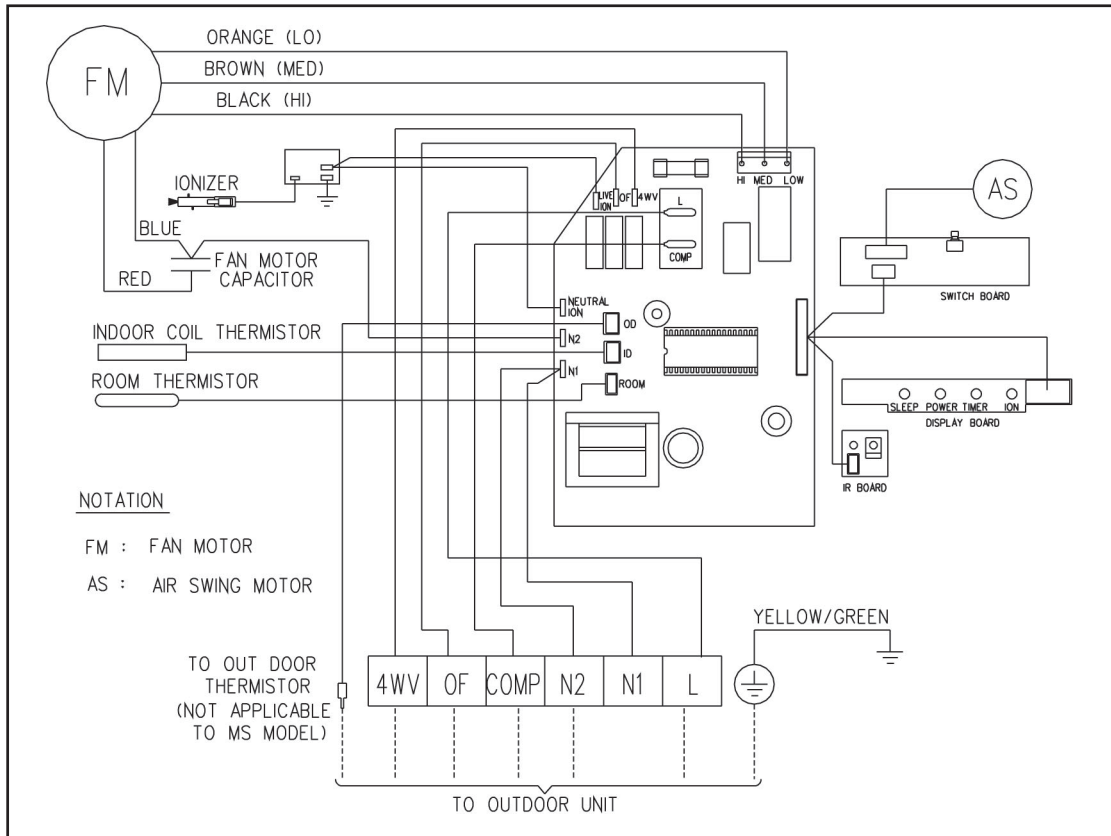 ORANGE (LO)
BROWN (MED)
BLACK (HI)
FM
IONIZER
BLUE
RED
FAN MOTOR
CAPACITOR
INDOOR COIL THERMISTOR
ROOM THERMISTOR
HI MED LOW
LIVE
ION
OF
4WV
L
COMP
NEUTRAL
ION
OD
N2
ID
N1
ROOM
AS
SWITCH BOARD
SLEEP POWER TIMER ION
DISPLAY BOARD
IR BOARD
NOTATION
FM : FAN MOTOR
AS : AIR SWING MOTOR
YELLOW/GREEN
TO OUT DOOR
THERMISTOR
(NOT APPLICABLE
TO MS MODEL)
4WV OF COMP N2 N1 L
TO OUTDOOR UNIT